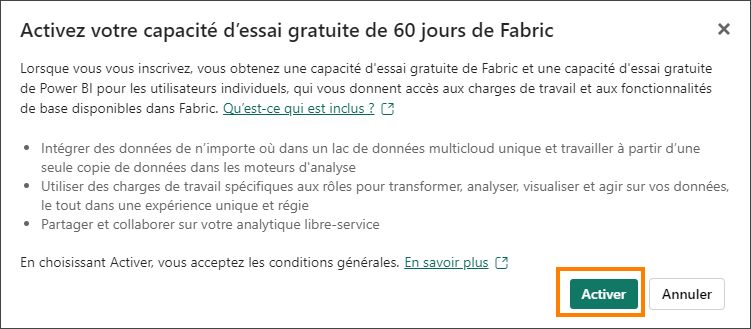 Activez votre capacité d'essai gratuite de 60 jours de Fabric
Lorsque vous vous inscrivez, vous obtenez une capacité d'essai gratuite de Fabric et une capacité d'essai gratuite
de Power BI pour les utilisateurs individuels, qui vous donnent accès aux charges de travail et aux fonctionnalités
de base disponibles dans Fabric. Qu'est-ce qui est inclus ?
• Intégrer des données de n'importe où dans un lac de données multicloud unique et travailler à partir d'une
seule copie de données dans les moteurs d'analyse
• Utiliser des charges de travail spécifiques aux rôles pour transformer, analyser, visualiser et agir sur vos données,
le tout dans une expérience unique et régie
• Partager et collaborer sur votre analytique libre-service
En choisissant Activer, vous acceptez les conditions générales. En savoir plus
Activer Annuler